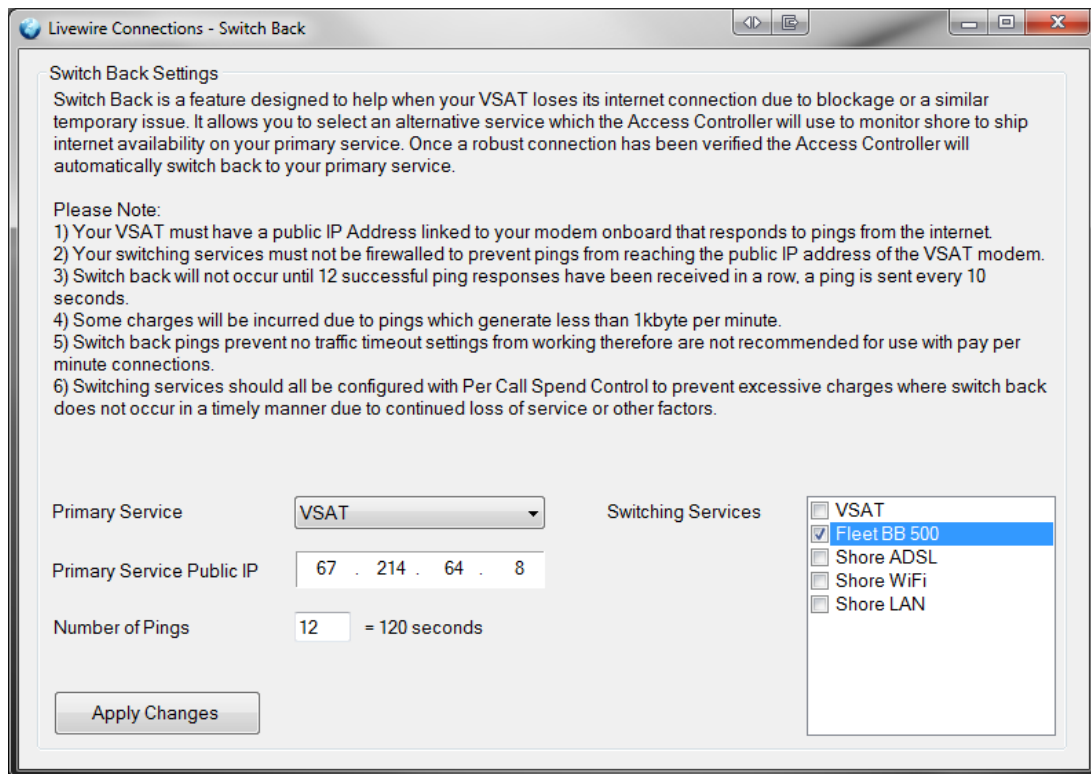 Livewire Connections - Switch Back
Switch Back Settings
Switch Back is a feature designed to help when your VSAT loses its internet connection due to blockage or a similar
temporary issue. It allows you to select an alternative service which the Access Controller will use to monitor shore to ship
internet availability on your primary service. Once a robust connection has been verified the Access Controller will
automatically switch back to your primary service.
Please Note:
1) Your VSAT must have a public IP Address linked to your modem onboard that responds to pings from the internet.
2) Your switching services must not be firewalled to prevent pings from reaching the public IP address of the VSAT modem.
3) Switch back will not occur until 12 successful ping responses have been received in a row, a ping is sent every 10
seconds.
4) Some charges will be incurred due to pings which generate less than 1kbyte per minute.
5) Switch back pings prevent no traffic timeout settings from working therefore are not recommended for use with pay per
minute connections.
6) Switching services should all be configured with Per Call Spend Control to prevent excessive charges where switch back
does not occur in a timely manner due to continued loss of service or other factors.
Primary Service
VSAT
Primary Service Public IP
67 . 214 . 64 . 8
Number of Pings
12 = 120 seconds
Apply Changes
Switching Services
VSAT
Fleet BB 500
Shore ADSL
Shore WiFi
Shore LAN